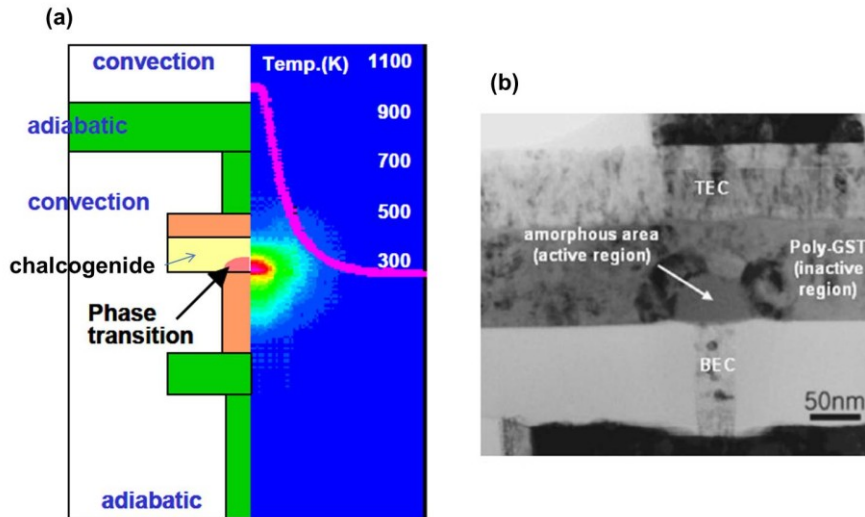 (a)
convection
Temp.(K)
1100
adiabatic
900
700
convection
500
chalcogenide
300
Phase
transition
adiabatic
(b)
TEC
amorphous area
(active region)
Poly-GST
(inactive
region)
BEC
50nm